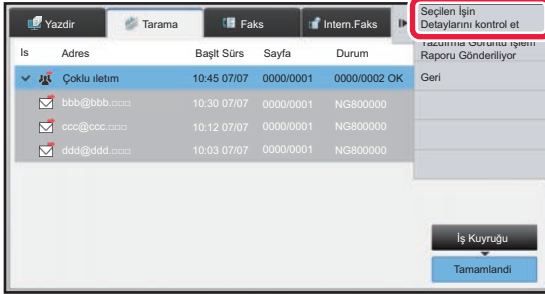 Yazdir Tarama Faks Intern.Faks
Seçilen İşin
Detaylarını kontrol et
Yazdırma Görüntü İşlem
Raporu Gönderiliyor
Geri
Is Adres Başlt Sürs Sayfa Durum
Çoklu ıletım 10:45 07/07 0000/0001 0000/0002 OK
bbb@bbb.□□□ 10:30 07/07 0000/0001 NG800000
ccc@ccc.□□□ 10:12 07/07 0000/0001 NG800000
ddd@ddd.□□□ 10:03 07/07 0000/0001 NG800000
İş Kuyruğu
Tamamlandi